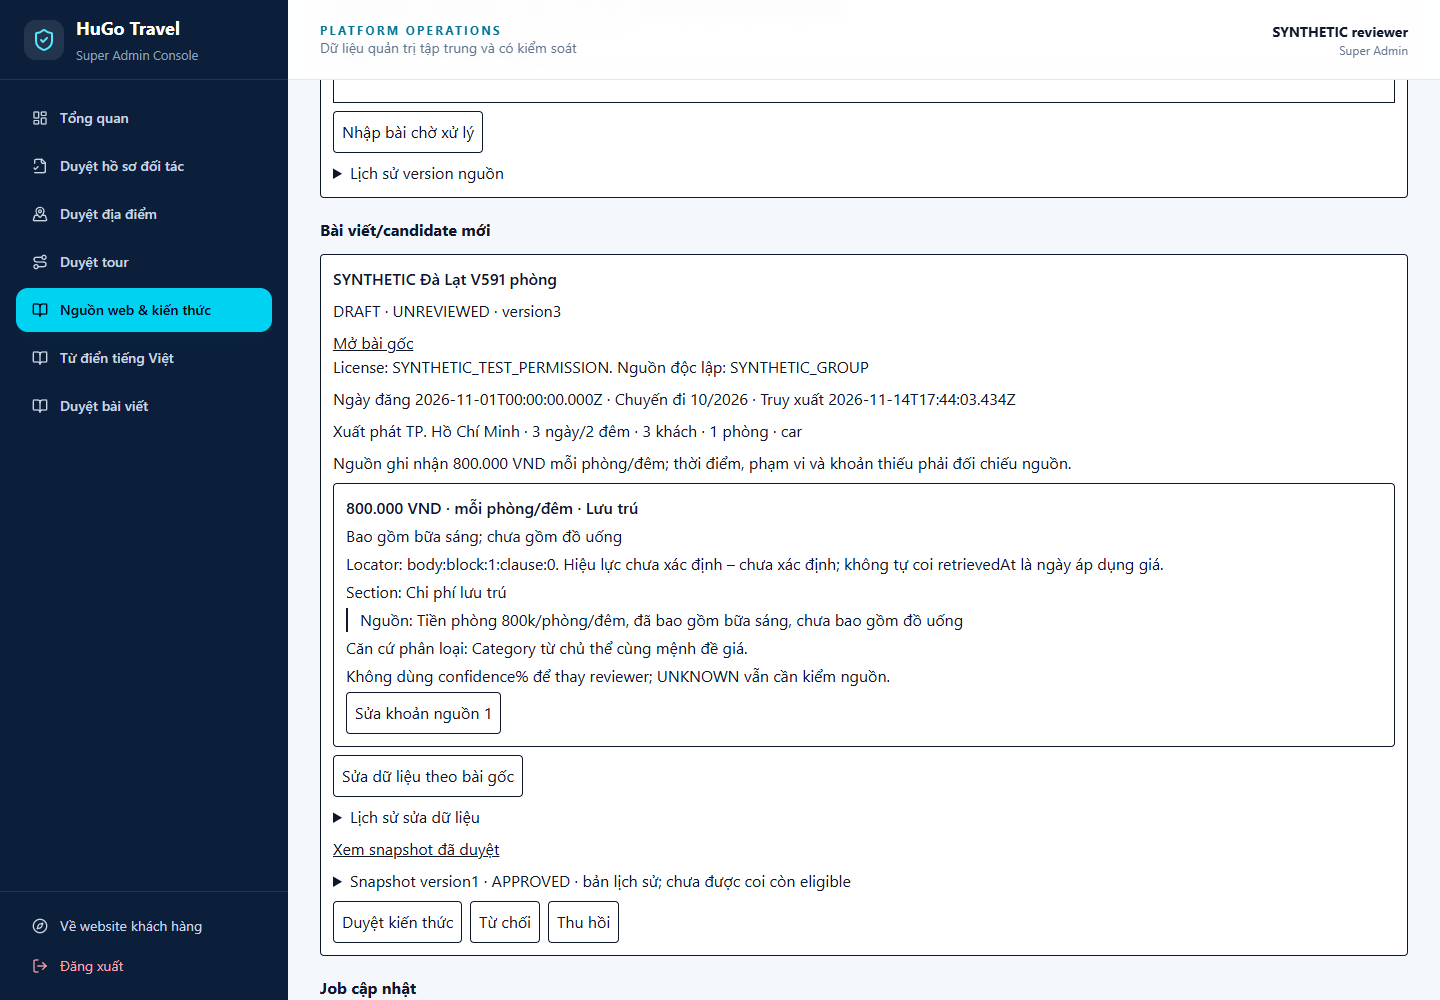 HuGo Travel
Super Admin Console
Tổng quan
Duyệt hồ sơ đối tác
Duyệt địa điểm
Duyệt tour
Nguồn web & kiến thức
Từ điển tiếng Việt
Duyệt bài viết
Về website khách hàng
Đăng xuất
PLATFORM OPERATIONS
Dữ liệu quản trị tập trung và có kiểm soát
SYNTHETIC reviewer
Super Admin
Nhập bài chờ xử lý
Lịch sử version nguồn
Bài viết/candidate mới
SYNTHETIC Đà Lạt V591 phòng
DRAFT · UNREVIEWED · version3
Mở bài gốc
License: SYNTHETIC_TEST_PERMISSION. Nguồn độc lập: SYNTHETIC_GROUP
Ngày đăng 2026-11-01T00:00:00.000Z · Chuyến đi 10/2026 · Truy xuất 2026-11-14T17:44:03.434Z
Xuất phát TP. Hồ Chí Minh · 3 ngày/2 đêm · 3 khách · 1 phòng · car
Nguồn ghi nhận 800.000 VND mỗi phòng/đêm; thời điểm, phạm vi và khoản thiếu phải đối chiếu nguồn.
800.000 VND · mỗi phòng/đêm · Lưu trú
Bao gồm bữa sáng; chưa gồm đồ uống
Locator: body:block:1:clause:0. Hiệu lực chưa xác định – chưa xác định; không tự coi retrievedAt là ngày áp dụng giá.
Section: Chi phí lưu trú
Nguồn: Tiền phòng 800k/phòng/đêm, đã bao gồm bữa sáng, chưa bao gồm đồ uống
Căn cứ phân loại: Category từ chủ thể cùng mệnh đề giá.
Không dùng confidence% để thay reviewer; UNKNOWN vẫn cần kiểm nguồn.
Sửa khoản nguồn 1
Sửa dữ liệu theo bài gốc
Lịch sử sửa dữ liệu
Xem snapshot đã duyệt
Snapshot version1 · APPROVED · bản lịch sử; chưa được coi còn eligible
Duyệt kiến thức
Từ chối
Thu hồi
Job cập nhật